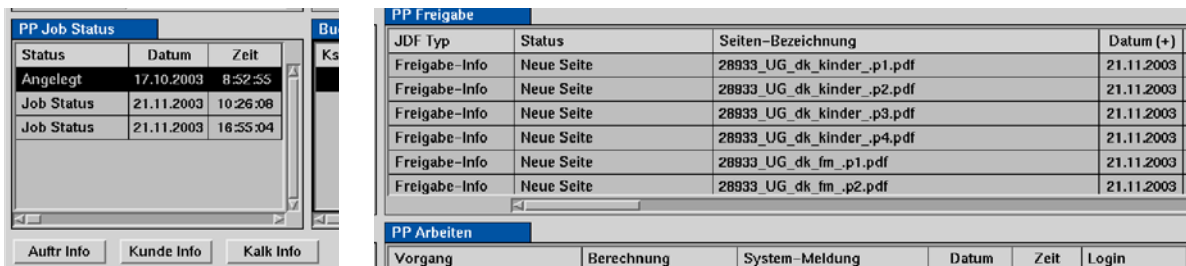 PP Job Status
Bu
Status Datum Zeit Ks
Angelegt 17.10.2003 8:52:55
Job Status 21.11.2003 10:26:08
Job Status 21.11.2003 16:55:04
Auftr Info Kunde Info Kalk Info
PP Freigabe
JDF Typ Status Seiten-Bezeichnung Datum (+)
Freigabe-Info Neue Seite 28933_UG_dk_kinder_.p1.pdf 21.11.2003
Freigabe-Info Neue Seite 28933_UG_dk_kinder_.p2.pdf 21.11.2003
Freigabe-Info Neue Seite 28933_UG_dk_kinder_.p3.pdf 21.11.2003
Freigabe-Info Neue Seite 28933_UG_dk_kinder_.p4.pdf 21.11.2003
Freigabe-Info Neue Seite 28933_UG_dk_fm_.p1.pdf 21.11.2003
Freigabe-Info Neue Seite 28933_UG_dk_fm_.p2.pdf 21.11.2003
PP Arbeiten
Vorgang Berechnung System-Meldung Datum Zeit Login